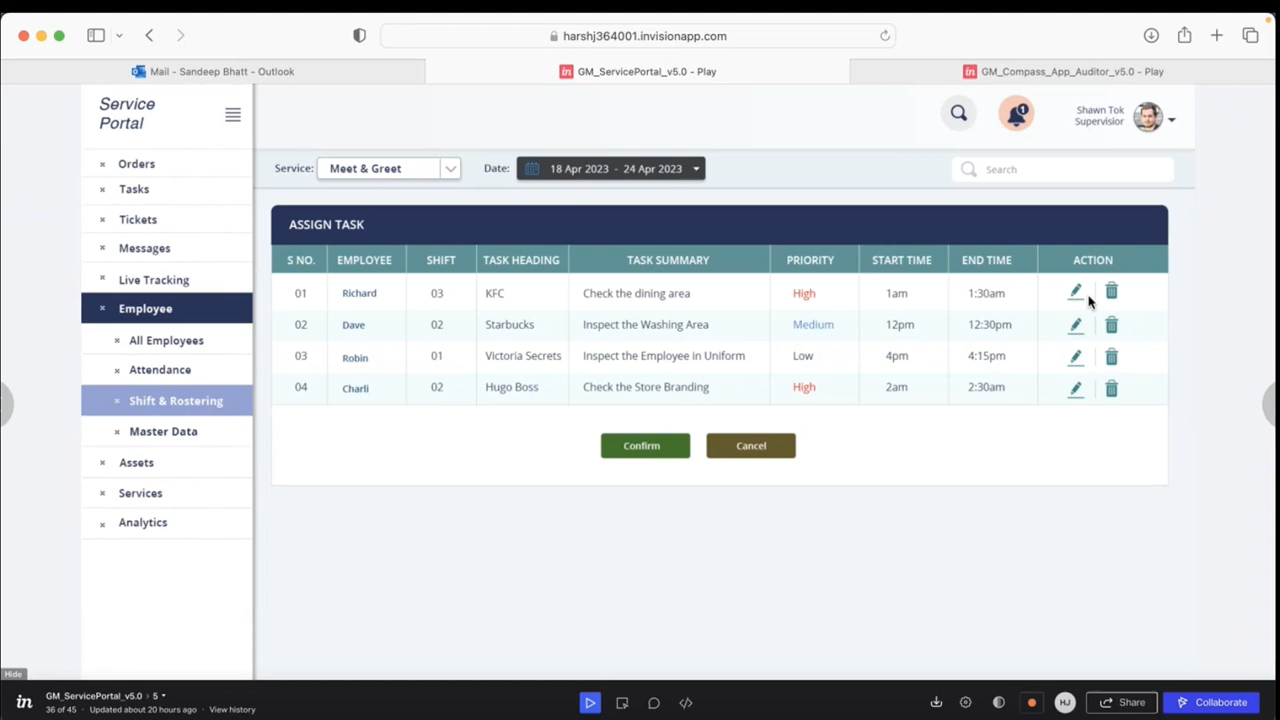 harshj364001.invisionapp.com
Mail - Sandeep Bhatt - Outlook
in GM_ServicePortal_v5.0 - Play
in GM_Compass_App_Auditor_v5.0 - Play
Service
Portal
1
Shawn Tok
Supervisior
Orders
Tasks
Tickets
Messages
Live Tracking
Employee
All Employees
Attendance
Shift & Rostering
Master Data
Assets
Services
Analytics
Service: Meet & Greet Date: 18 Apr 2023 - 24 Apr 2023 Search
ASSIGN TASK
S NO. EMPLOYEE SHIFT TASK HEADING TASK SUMMARY PRIORITY START TIME END TIME ACTION
01 Richard 03 KFC Check the dining area High 1am 1:30am
02 Dave 02 Starbucks Inspect the Washing Area Medium 12pm 12:30pm
03 Robin 01 Victoria Secrets Inspect the Employee in Uniform Low 4pm 4:15pm
04 Charli 02 Hugo Boss Check the Store Branding High 2am 2:30am
Confirm Cancel
Hide
in GM_ServicePortal_v5.0 > 5
36 of 45 Updated about 20 hours ago View history
HJ Share Collaborate